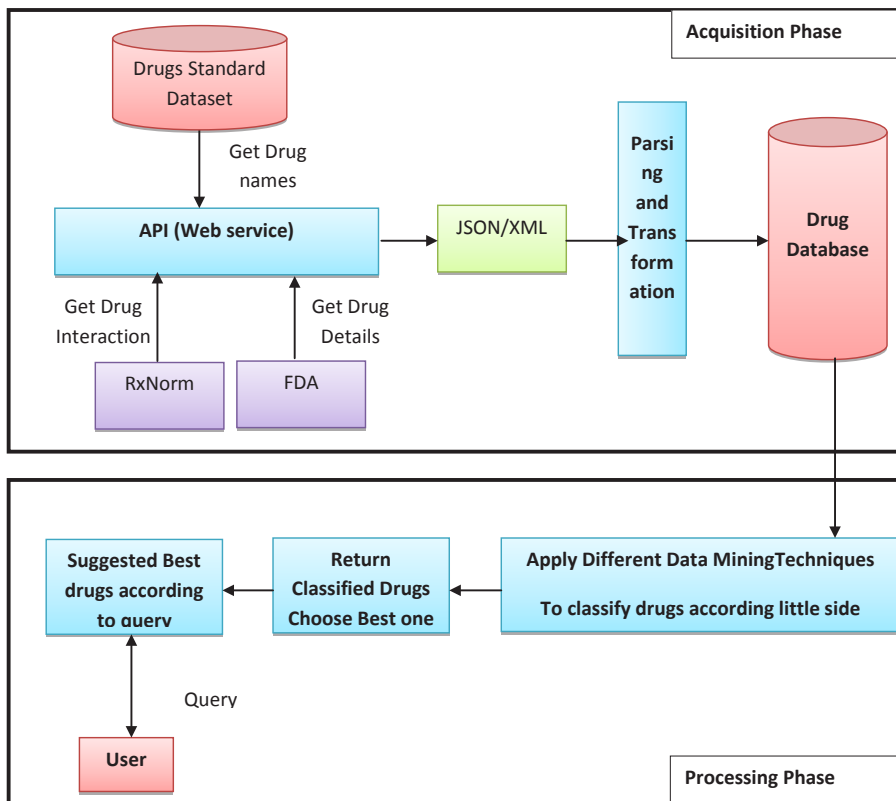 Acquisition Phase
Drugs Standard
Dataset
Get Drug
names
API (Web service)
JSON/XML
Parsi
ng
and
Trans
form
ation
Drug
Database
Get Drug
Interaction
Get Drug
Details
RxNorm
FDA
Suggested Best
drugs according
to query
Return
Classified Drugs
Choose Best one
Apply Different Data MiningTechniques
To classify drugs according little side
Query
User
Processing Phase